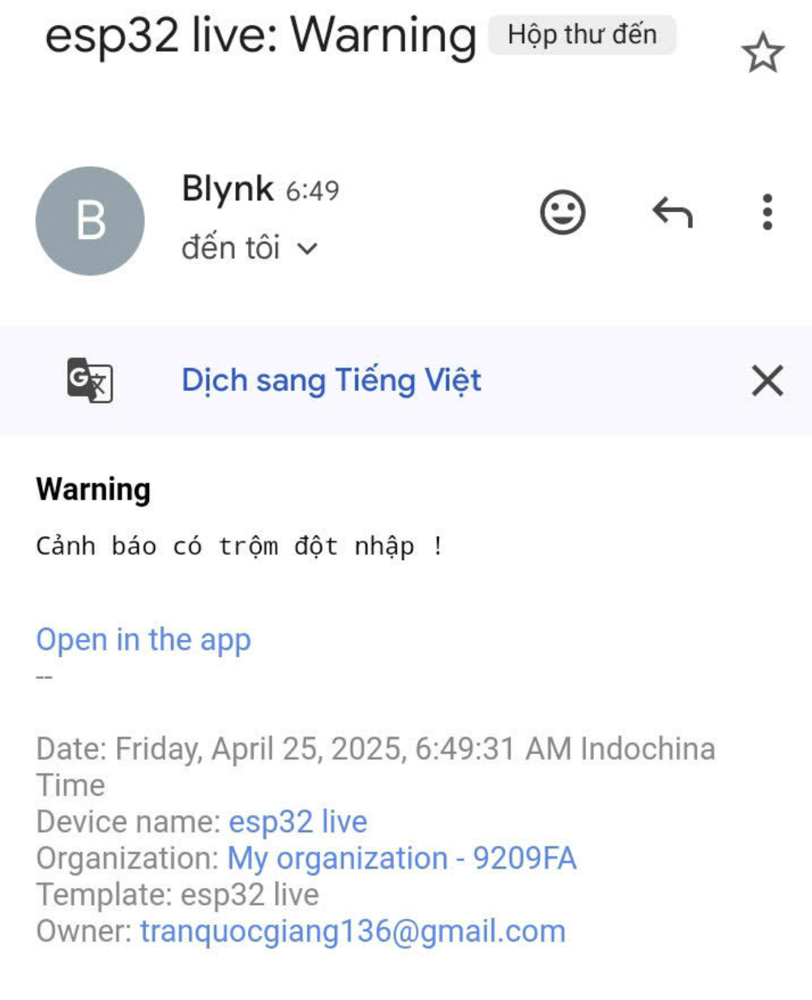 esp32 live: Warning Hộp thư đến
B
Blynk 6:49
đến tôi
G文 Dịch sang Tiếng Việt
Warning
Cảnh báo có trộm đột nhập !
Open in the app
--
Date: Friday, April 25, 2025, 6:49:31 AM Indochina
Time
Device name: esp32 live
Organization: My organization - 9209FA
Template: esp32 live
Owner: tranquocgiang136@gmail.com